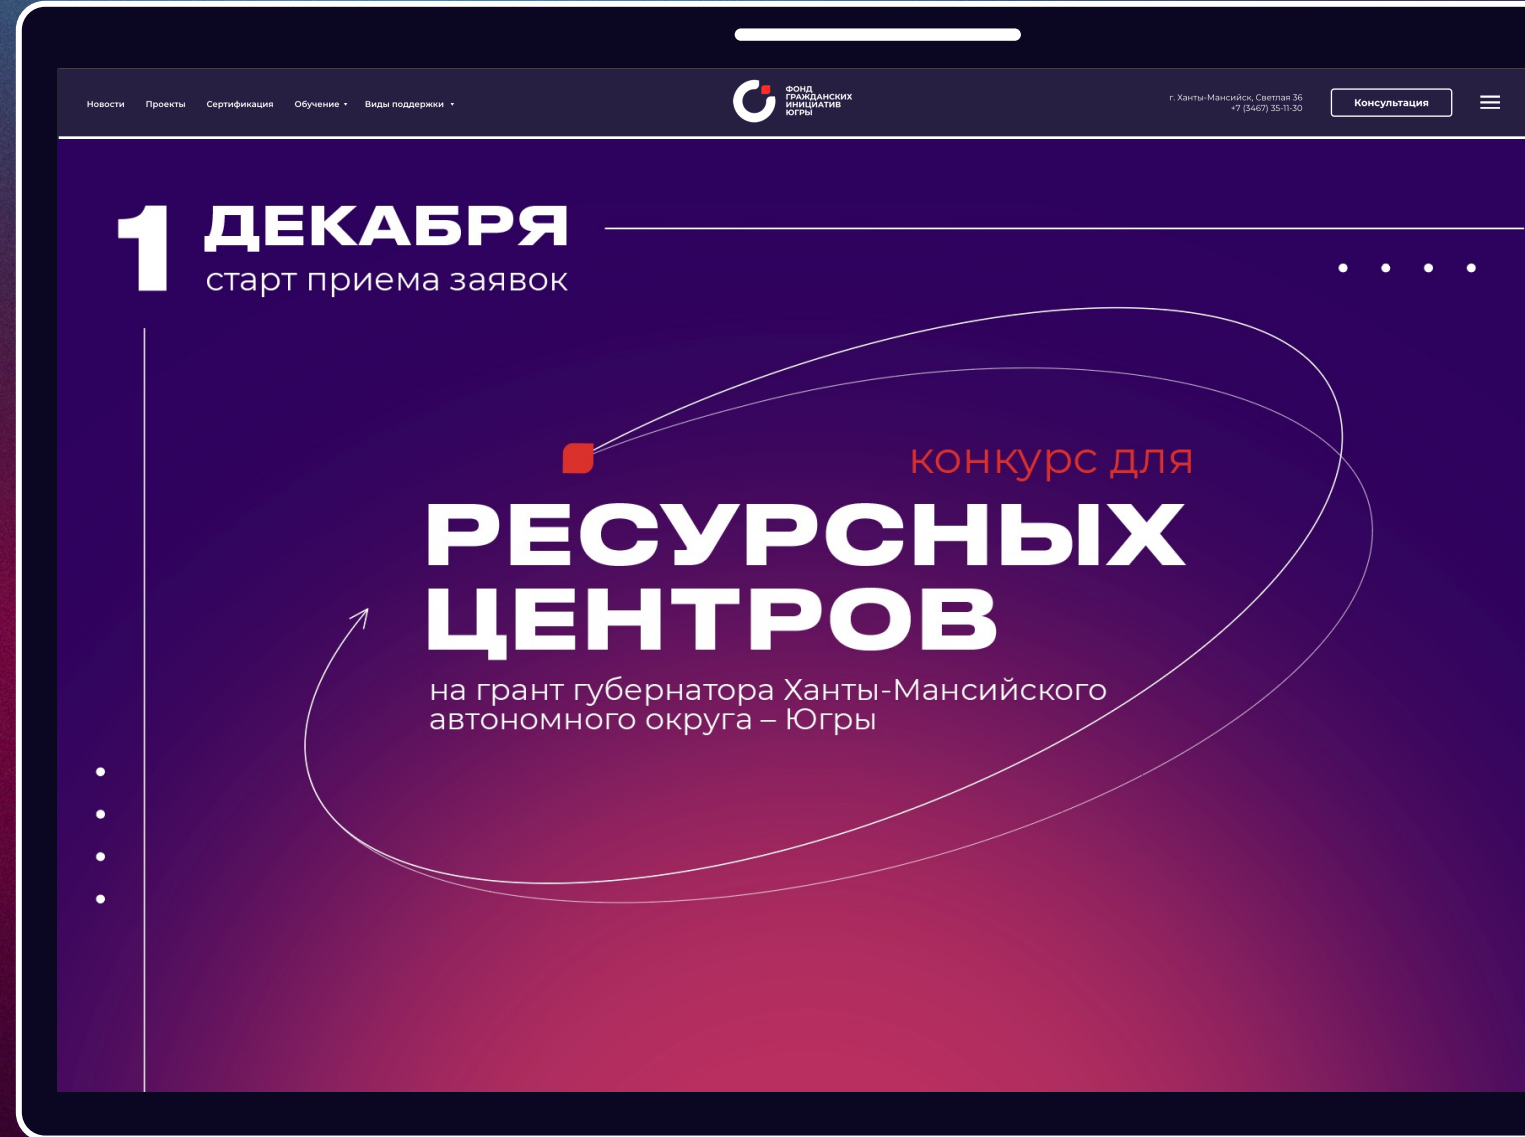 Новости Проекты Сертификация Обучение Виды поддержки
ФОНД
ГРАЖДАНСКИХ
ИНИЦИАТИВ
ЮГРЫ
г. Ханты-Мансийск, Светлая 36
+7 (3467) 35-11-30
Консультация
1 ДЕКАБРЯ
старт приема заявок
конкурс для
РЕСУРСНЫХ
ЦЕНТРОВ
на грант губернатора Ханты-Мансийского
автономного округа – Югры